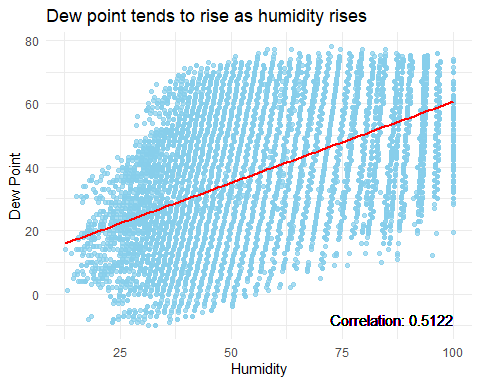 Dew point tends to rise as humidity rises
80
60
40
20
0
Dew Point
Correlation: 0.5122
25
50
75
100
Humidity